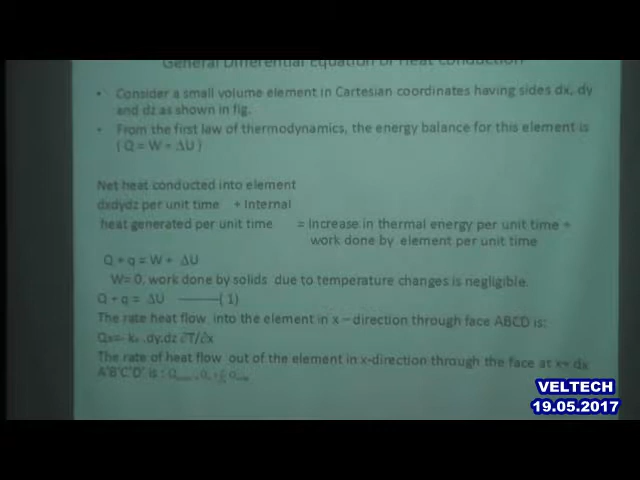 General Differential Equation of Heat Conduction
• Consider a small volume element in Cartesian coordinates having sides dx, dy
and dz as shown in fig.
• From the first law of thermodynamics, the energy balance for this element is
( Q = W + ΔU )
Net heat conducted into element
dxdydz per unit time + Internal
heat generated per unit time = Increase in thermal energy per unit time +
work done by element per unit time
Q + q = W + ΔU
W= 0, work done by solids due to temperature changes is negligible.
Q + q = ΔU ———( 1)
The rate heat flow into the element in x – direction through face ABCD is:
Qx=- kx .dy.dz ∂T/∂x
The rate of heat flow out of the element in x-direction through the face at x+ dx
A'B'C'D' is :
VELTECH
19.05.2017